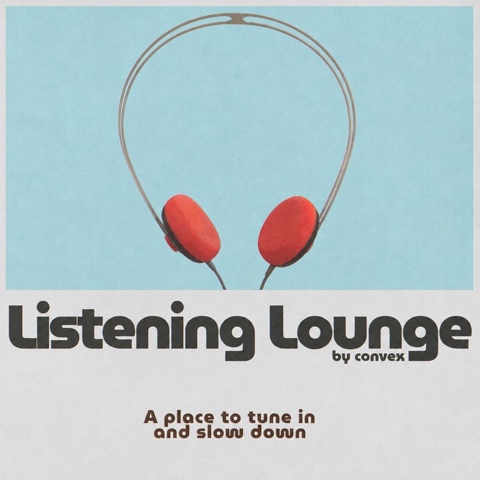 Listening Lounge
by convex
A place to tune in
and slow down